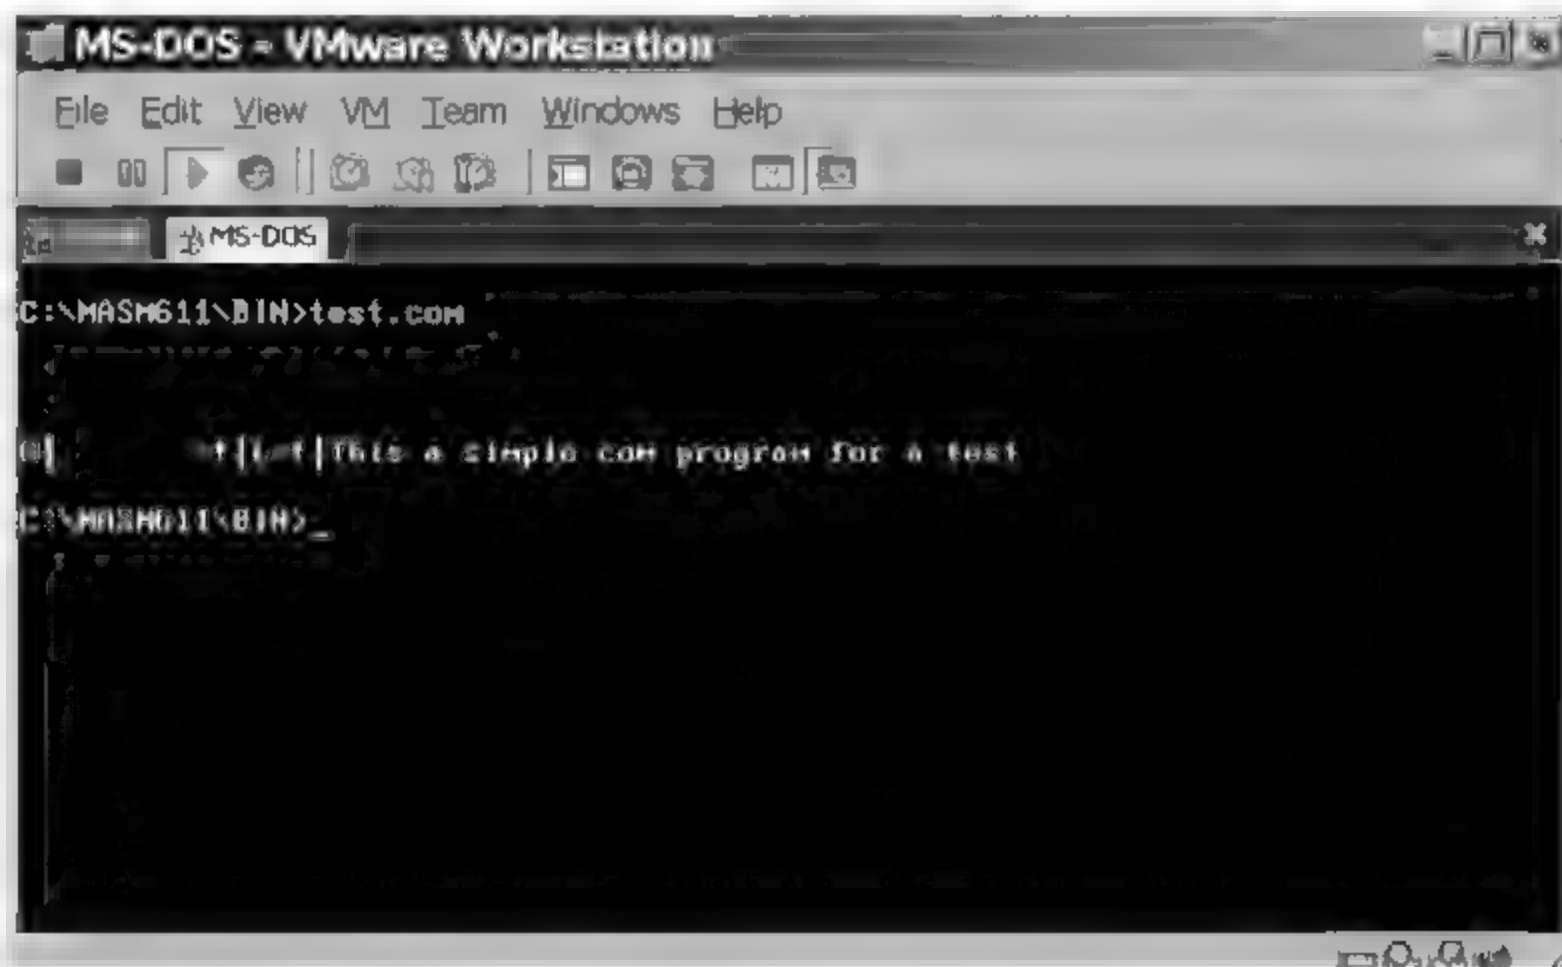 MS-DOS - VMware Workstation
File Edit View VM Team Windows Help
MS-DOS
C:\MASM611\BIN>test.com
This a simple com program for a test
C:\MASM611\BIN>_